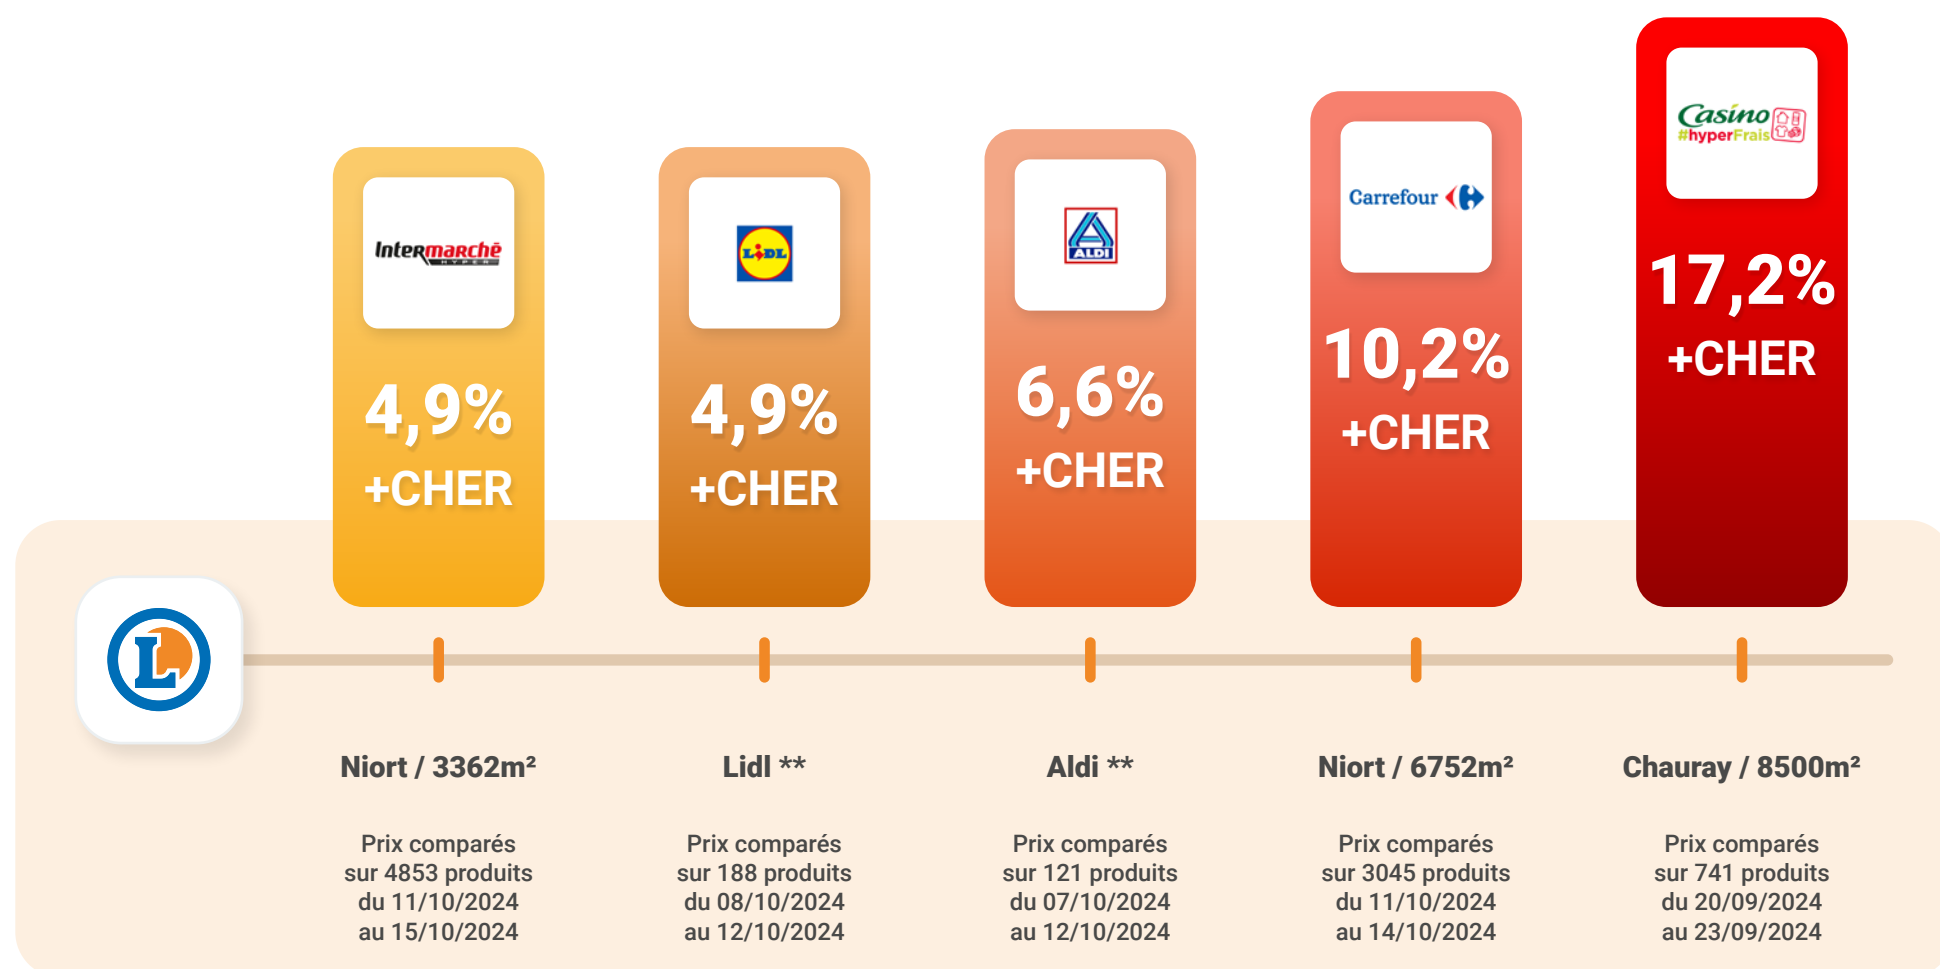 Intermarchē
HYPER
4,9%
+CHER
LIDL
4,9%
+CHER
ALDI
6,6%
+CHER
Carrefour
10,2%
+CHER
Casino
#hyperFrais
17,2%
+CHER
L
Niort / 3362m²
Prix comparés
sur 4853 produits
du 11/10/2024
au 15/10/2024
Lidl **
Prix comparés
sur 188 produits
du 08/10/2024
au 12/10/2024
Aldi **
Prix comparés
sur 121 produits
du 07/10/2024
au 12/10/2024
Niort / 6752m²
Prix comparés
sur 3045 produits
du 11/10/2024
au 14/10/2024
Chauray / 8500m²
Prix comparés
sur 741 produits
du 20/09/2024
au 23/09/2024